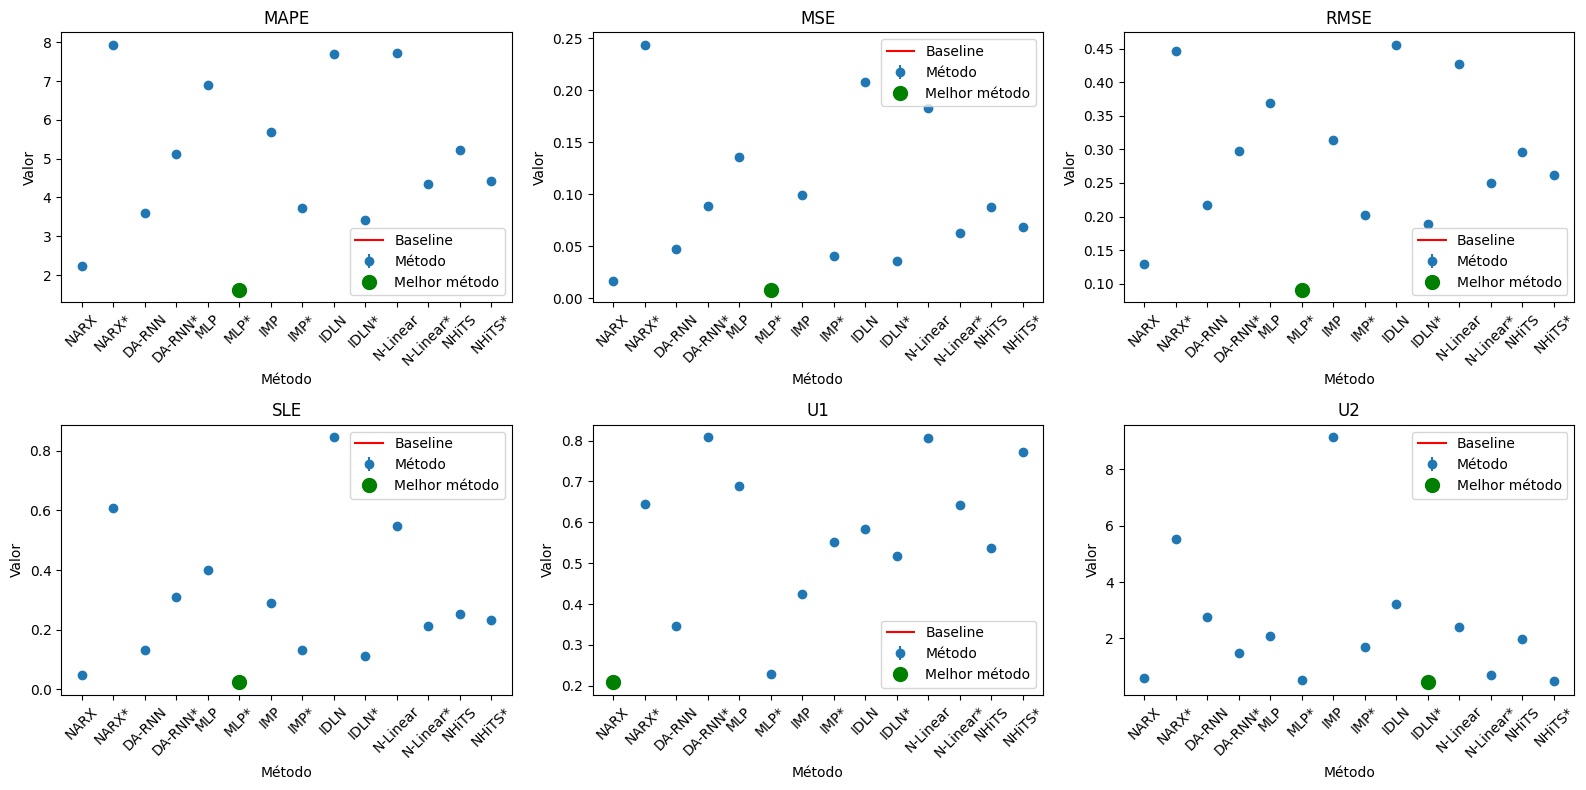 MAPE
Valor
8
7
6
5
4
3
2
Baseline
Método
Melhor método
NARX
NARX*
DA-RNN
DA-RNN*
MLP
MLP*
IMP
IMP*
IDLN
IDLN*
N-Linear
N-Linear*
NHiTS
NHiTS*
Método
MSE
Valor
0.25
0.20
0.15
0.10
0.05
0.00
Baseline
Método
Melhor método
NARX
NARX*
DA-RNN
DA-RNN*
MLP
MLP*
IMP
IMP*
IDLN
IDLN*
N-Linear
N-Linear*
NHiTS
NHiTS*
Método
RMSE
Valor
0.45
0.40
0.35
0.30
0.25
0.20
0.15
0.10
Baseline
Método
Melhor método
NARX
NARX*
DA-RNN
DA-RNN*
MLP
MLP*
IMP
IMP*
IDLN
IDLN*
N-Linear
N-Linear*
NHiTS
NHiTS*
Método
SLE
Valor
0.8
0.6
0.4
0.2
0.0
Baseline
Método
Melhor método
NARX
NARX*
DA-RNN
DA-RNN*
MLP
MLP*
IMP
IMP*
IDLN
IDLN*
N-Linear
N-Linear*
NHiTS
NHiTS*
Método
U1
Valor
0.8
0.7
0.6
0.5
0.4
0.3
0.2
Baseline
Método
Melhor método
NARX
NARX*
DA-RNN
DA-RNN*
MLP
MLP*
IMP
IMP*
IDLN
IDLN*
N-Linear
N-Linear*
NHiTS
NHiTS*
Método
U2
Valor
8
6
4
2
Baseline
Método
Melhor método
NARX
NARX*
DA-RNN
DA-RNN*
MLP
MLP*
IMP
IMP*
IDLN
IDLN*
N-Linear
N-Linear*
NHiTS
NHiTS*
Método